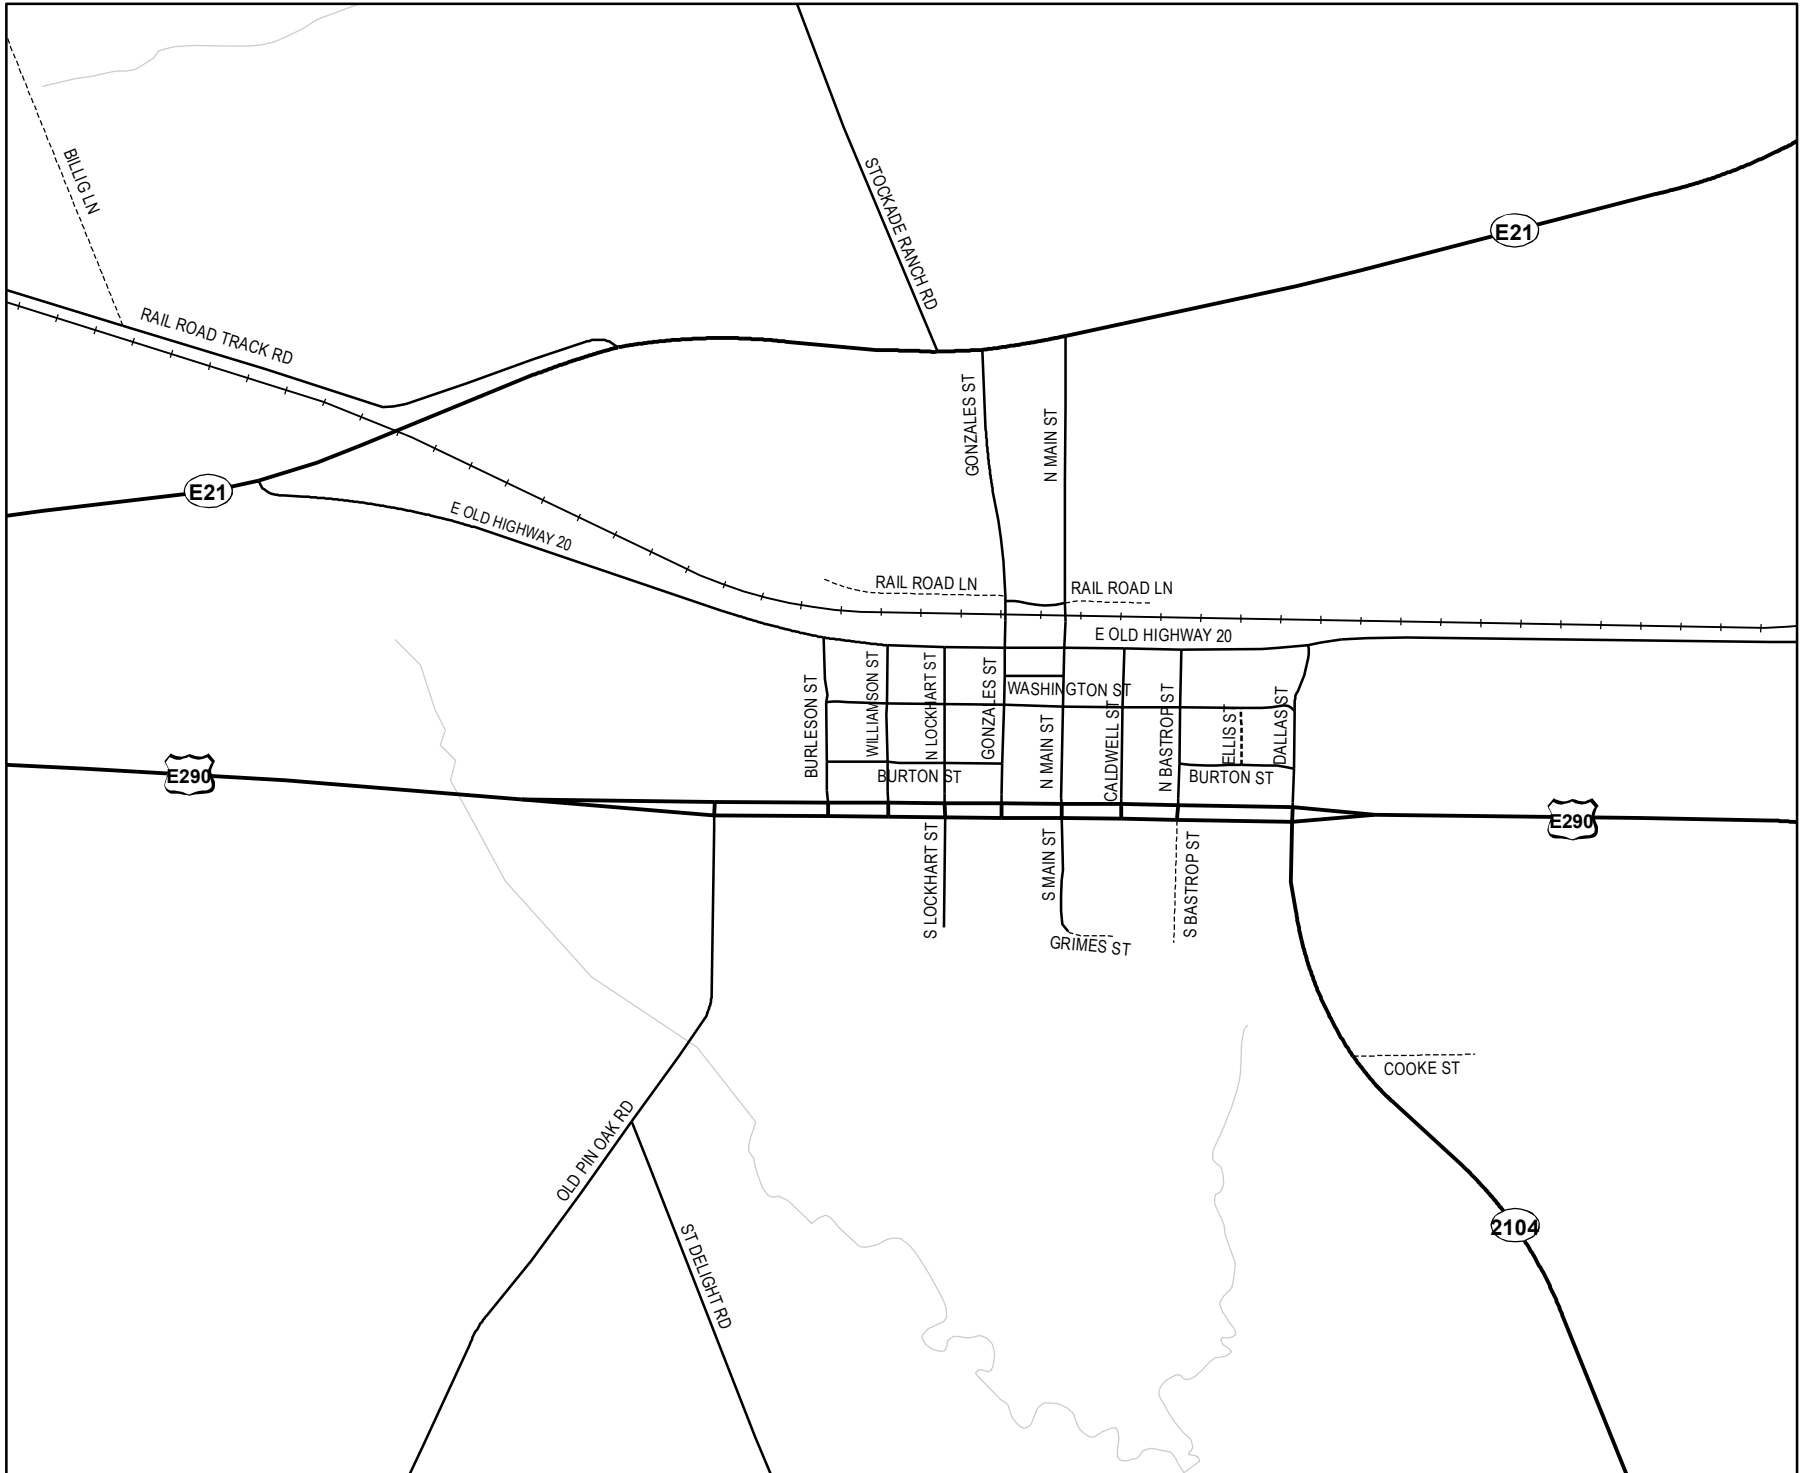 BILLIG LN
STOCKADE RANCH RD
E21
RAIL ROAD TRACK RD
GONZALES ST
N MAIN ST
E21
E OLD HIGHWAY 20
RAIL ROAD LN
RAIL ROAD LN
E OLD HIGHWAY 20
BURLESON ST
WILLIAMSON ST
N LOCKHART ST
GONZALES ST
WASHINGTON ST
N MAIN ST
CALDWELL ST
N BASTROP ST
ELLIS ST
DALLAS ST
BURTON ST
BURTON ST
E290
E290
S LOCKHART ST
S MAIN ST
S BASTROP ST
GRIMES ST
COOKE ST
OLD PIN OAK RD
ST DELIGHT RD
2104